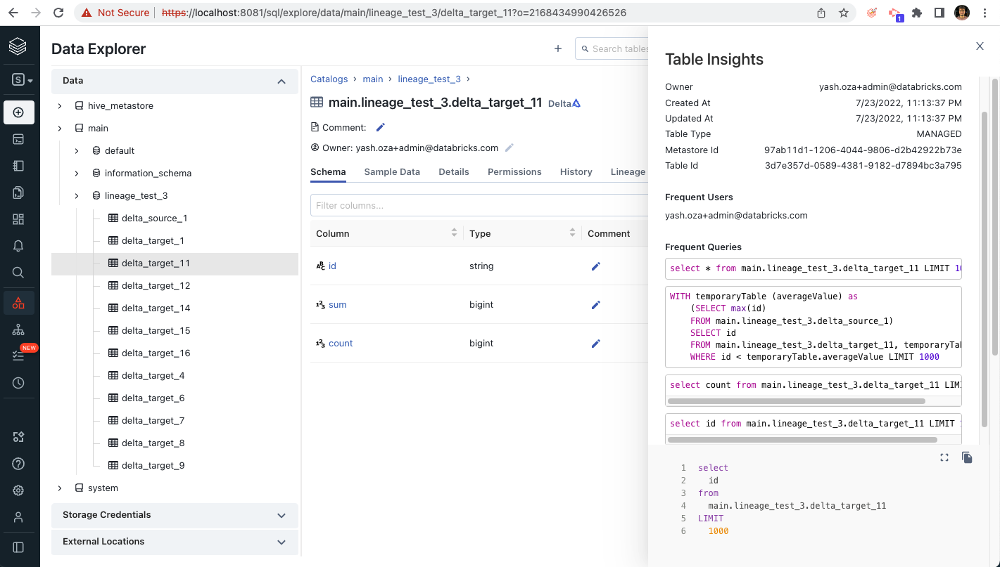 Not Secure | https://localhost:8081/sql/explore/data/main/lineage_test_3/delta_target_11?o=2168434990426526
1
S
NEW
Data Explorer
Search tables
Data
hive_metastore
main
default
information_schema
lineage_test_3
delta_source_1
delta_target_1
delta_target_11
delta_target_12
delta_target_14
delta_target_15
delta_target_16
delta_target_4
delta_target_6
delta_target_7
delta_target_8
delta_target_9
system
Storage Credentials
External Locations
Catalogs > main > lineage_test_3 >
main.lineage_test_3.delta_target_11 Delta
Comment:
Owner: yash.oza+admin@databricks.com
Schema Sample Data Details Permissions History Lineage
Filter columns...
Column Type Comment
id string
sum bigint
count bigint
Table Insights
Owner yash.oza+admin@databricks.com
Created At 7/23/2022, 11:13:37 PM
Updated At 7/23/2022, 11:13:37 PM
Table Type MANAGED
Metastore Id 97ab11d1-1206-4044-9806-d2b42922b73e
Table Id 3d7e357d-0589-4381-9182-d7894bc3a795
Frequent Users
yash.oza+admin@databricks.com
Frequent Queries
select * from main.lineage_test_3.delta_target_11 LIMIT 10
WITH temporaryTable (averageValue) as
(SELECT max(id)
FROM main.lineage_test_3.delta_source_1)
SELECT id
FROM main.lineage_test_3.delta_target_11, temporaryTab
WHERE id < temporaryTable.averageValue LIMIT 1000
select count from main.lineage_test_3.delta_target_11 LIMI
select id from main.lineage_test_3.delta_target_11 LIMIT 1
1 select
2 id
3 from
4 main.lineage_test_3.delta_target_11
5 LIMIT
6 1000